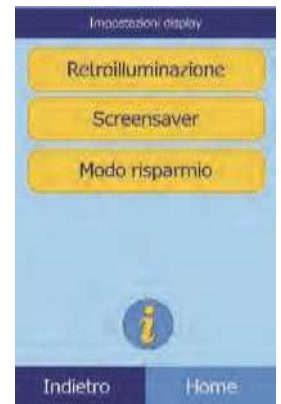 Impostazioni display
Retroilluminazione
Screensaver
Modo risparmio
i
Indietro Home